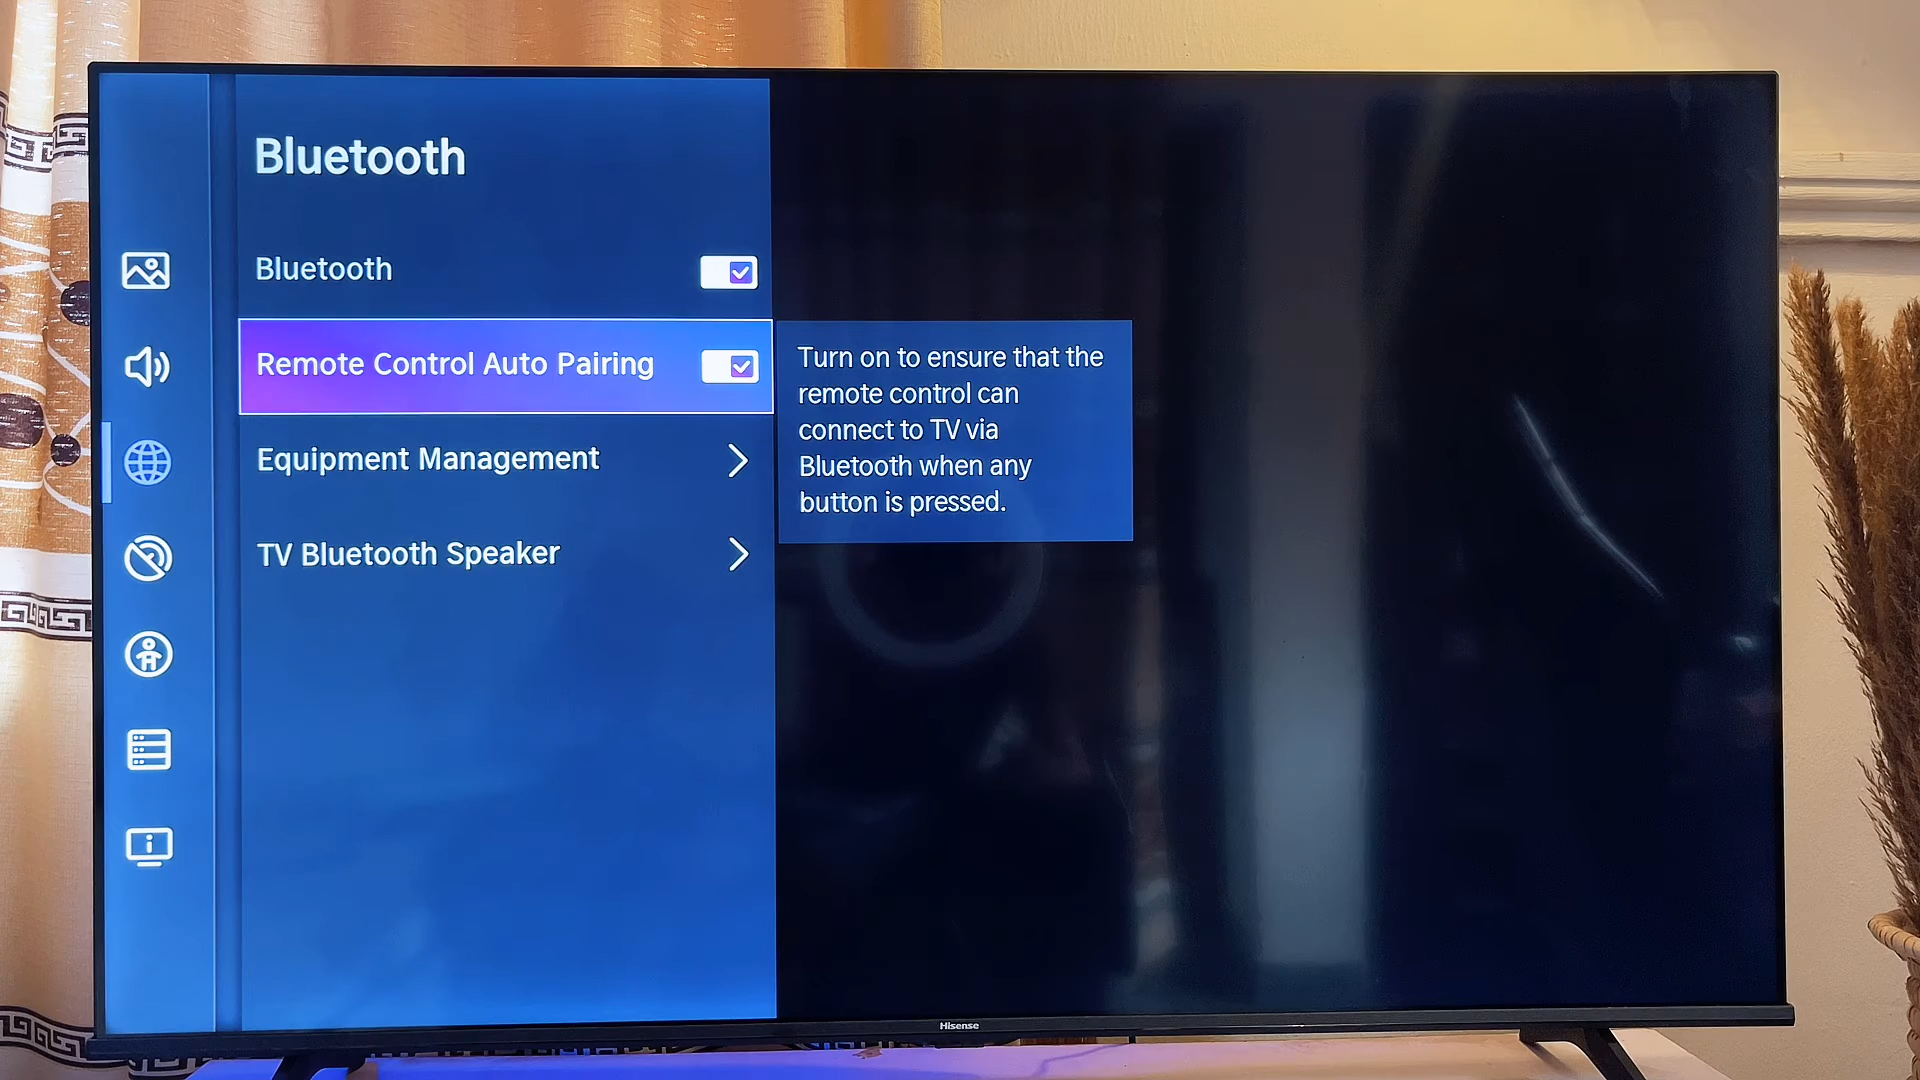 Bluetooth
Bluetooth
Remote Control Auto Pairing
Turn on to ensure that the
remote control can
connect to TV via
Bluetooth when any
button is pressed.
Equipment Management
TV Bluetooth Speaker
Hisense